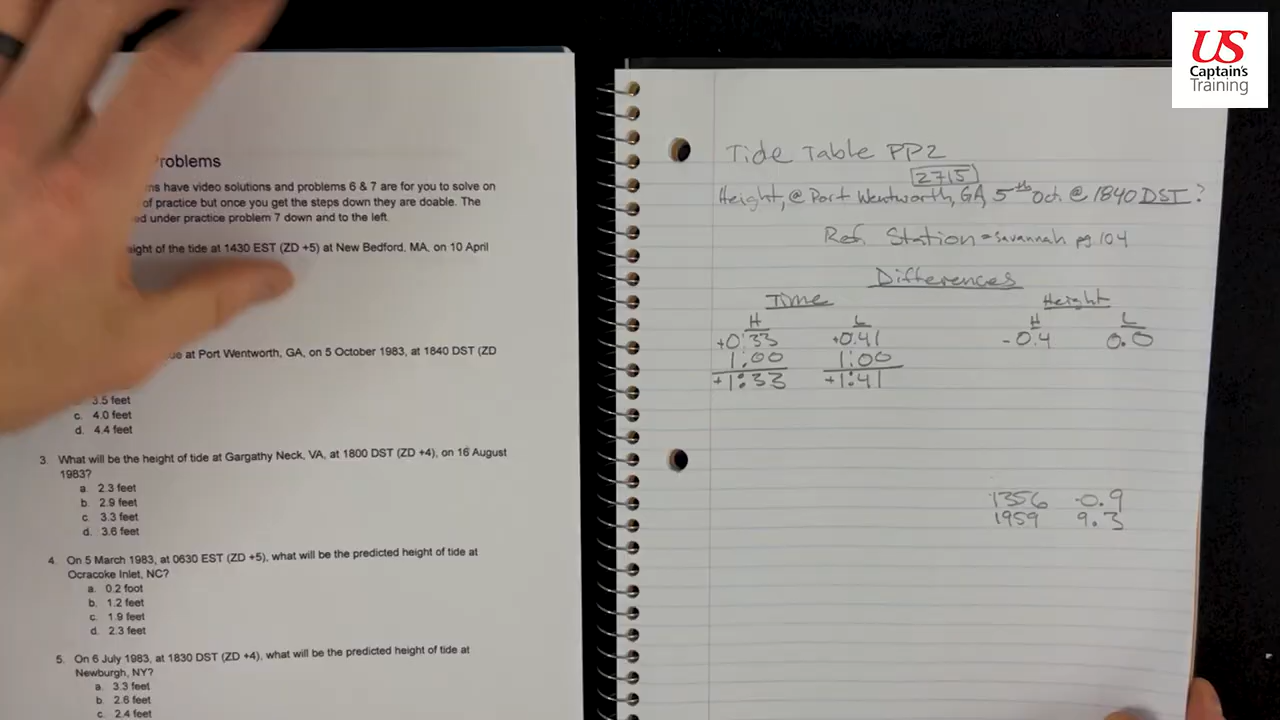 US
Captain's
Training
Problems
have video solutions and problems 6 & 7 are for you to solve on
of practice but once you get the steps down they are doable. The
under practice problem 7 down and to the left.
of the tide at 1430 EST (ZD +5) at New Bedford, MA, on 10 April
at Port Wentworth, GA, on 5 October 1983, at 1840 DST (ZD
3.5 feet
c. 4.0 feet
d. 4.4 feet
3. What will be the height of tide at Gargathy Neck, VA, at 1800 DST (ZD +4), on 16 August
1983?
a. 2.3 feet
b. 2.9 feet
c. 3.3 feet
d. 3.6 feet
4. On 5 March 1983, at 0630 EST (ZD +5), what will be the predicted height of tide at
Ocracoke Inlet, NC?
a. 0.2 foot
b. 1.2 feet
c. 1.9 feet
d. 2.3 feet
5. On 6 July 1983, at 1830 DST (ZD +4), what will be the predicted height of tide at
Newburgh, NY?
a. 3.3 feet
b. 2.6 feet
c. 2.4 feet
Tide Table PP2
2715
Height, @ Port Wentworth, GA, 5th Oct. @ 1840 DST?
Ref. Station = Savannah pg 104
Differences
Time Height
H L H L
+0:33 +0:41 -0.4 0.0
1:00 1:00
+1:33 +1:41
1356 -0.9
1959 9.3